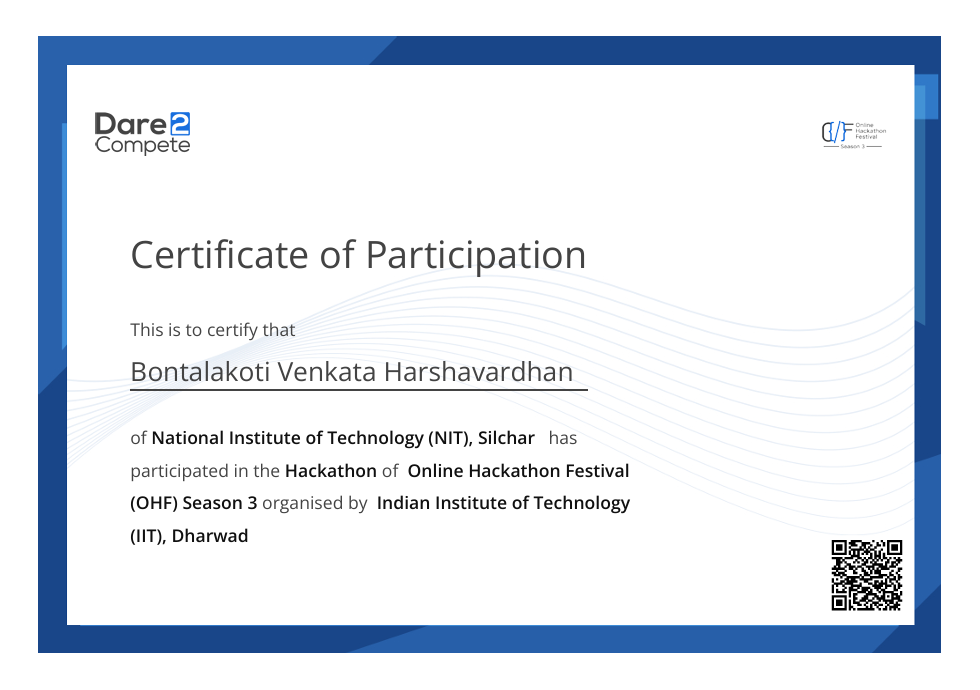 Dare2
Compete
O/F Online
Hackathon
Festival
Season 3
Certificate of Participation
This is to certify that
Bontalakoti Venkata Harshavardhan
of National Institute of Technology (NIT), Silchar has
participated in the Hackathon of Online Hackathon Festival
(OHF) Season 3 organised by Indian Institute of Technology
(IIT), Dharwad